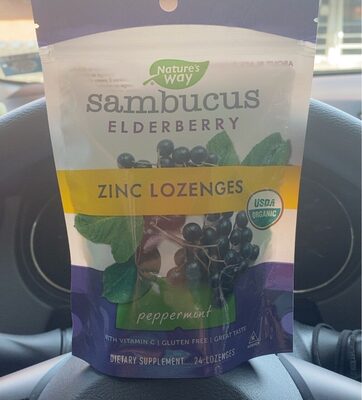 Nature's
Way
sambucus
ELDERBERRY
ZINC LOZENGES
USDA
ORGANIC
peppermint
WITH VITAMIN C | GLUTEN FREE | GREAT TASTE
DIETARY SUPPLEMENT 24 LOZENGES